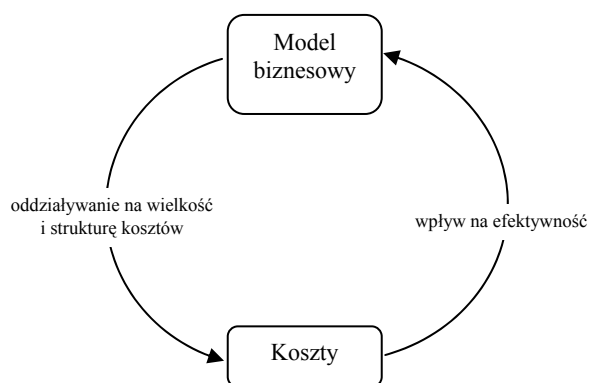 Model
biznesowy
oddziaływanie na wielkość
i strukturę kosztów
wpływ na efektywność
Koszty